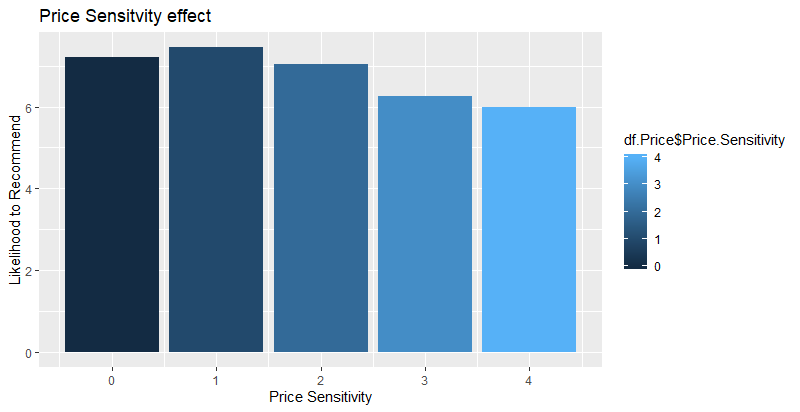 Price Sensitvity effect
Likelihood to Recommend
6
4
2
0
0 1 2 3 4
Price Sensitivity
df.Price$Price.Sensitivity
4
3
2
1
0